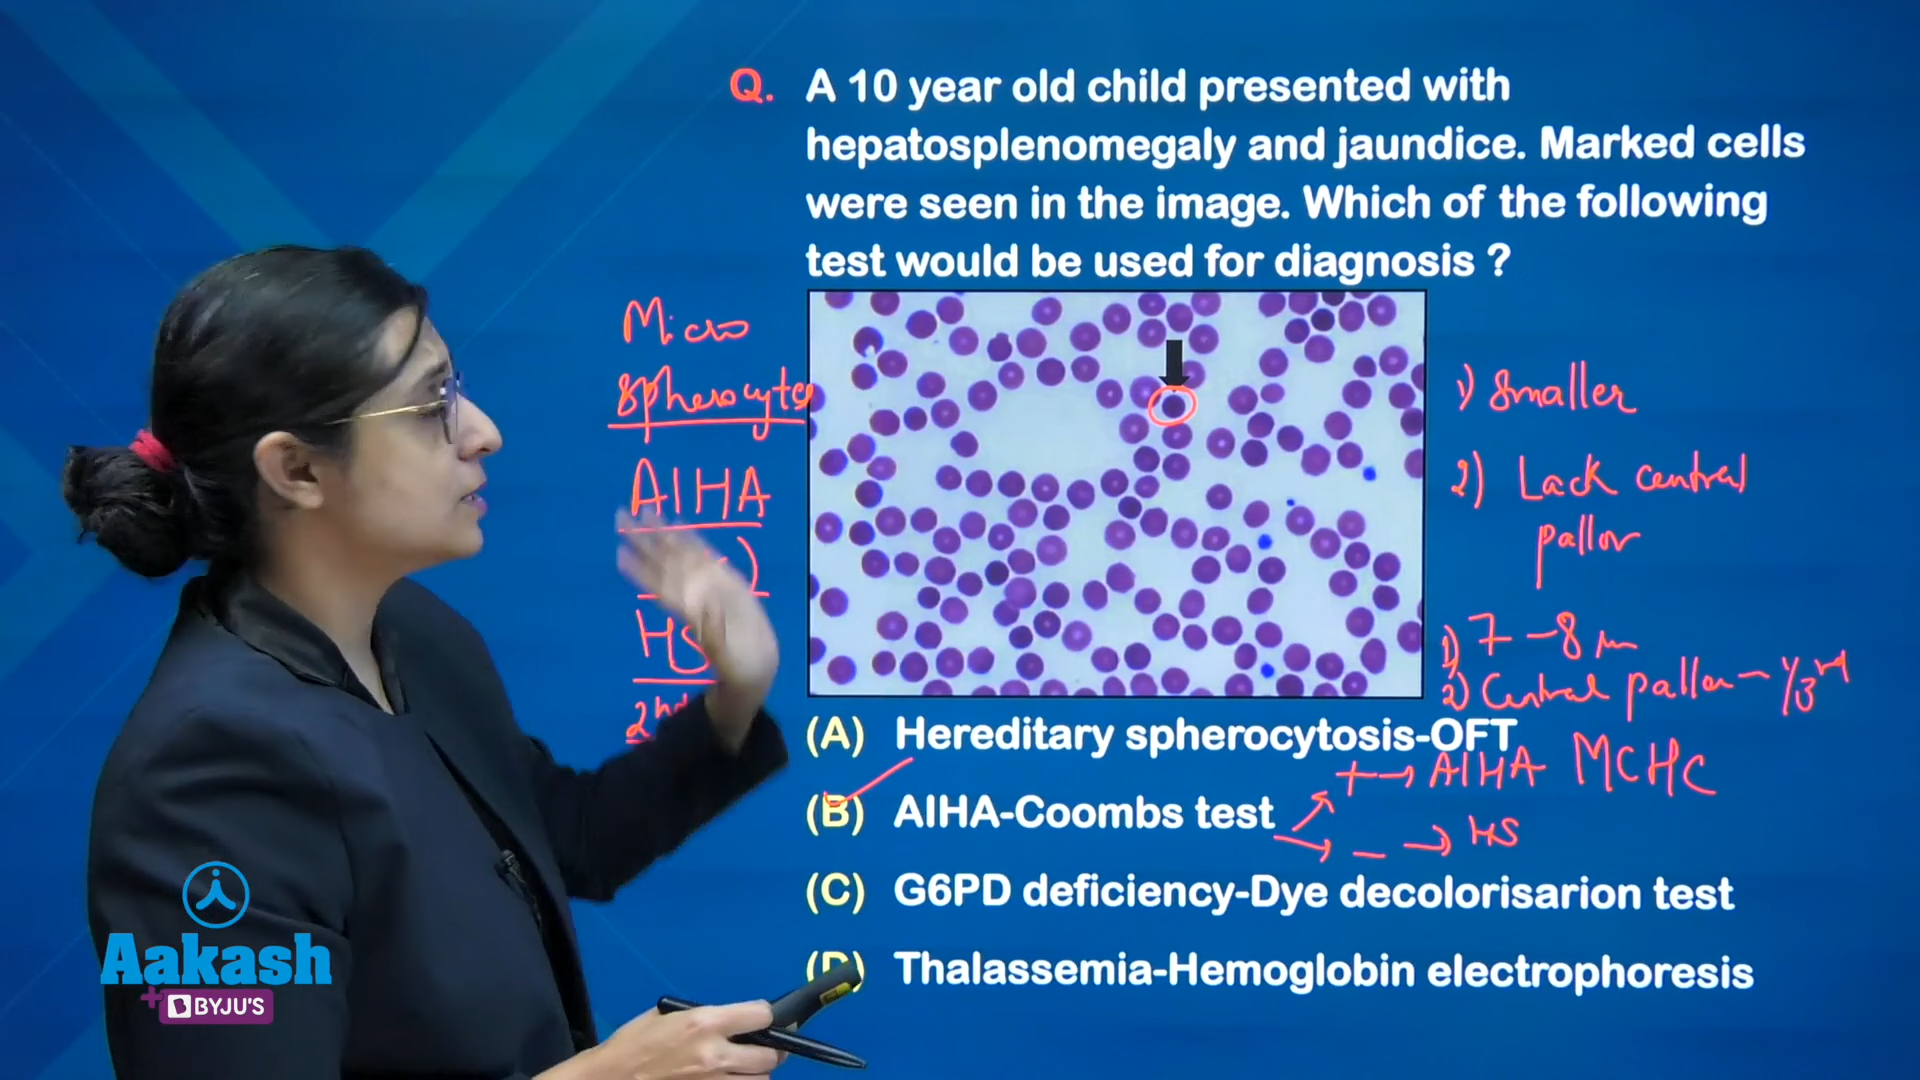 Q. A 10 year old child presented with
hepatosplenomegaly and jaundice. Marked cells
were seen in the image. Which of the following
test would be used for diagnosis ?
Micro
spherocytes
AIHA
HS
1) Smaller
2) Lack central
pallor
1) 7-8 μm
2) Central pallor - 1/3rd
(A) Hereditary spherocytosis-OFT
+ → AIHA MCHC
(B) AIHA-Coombs test
- → HS
(C) G6PD deficiency-Dye decolorisarion test
(D) Thalassemia-Hemoglobin electrophoresis
Aakash
+ BYJU'S